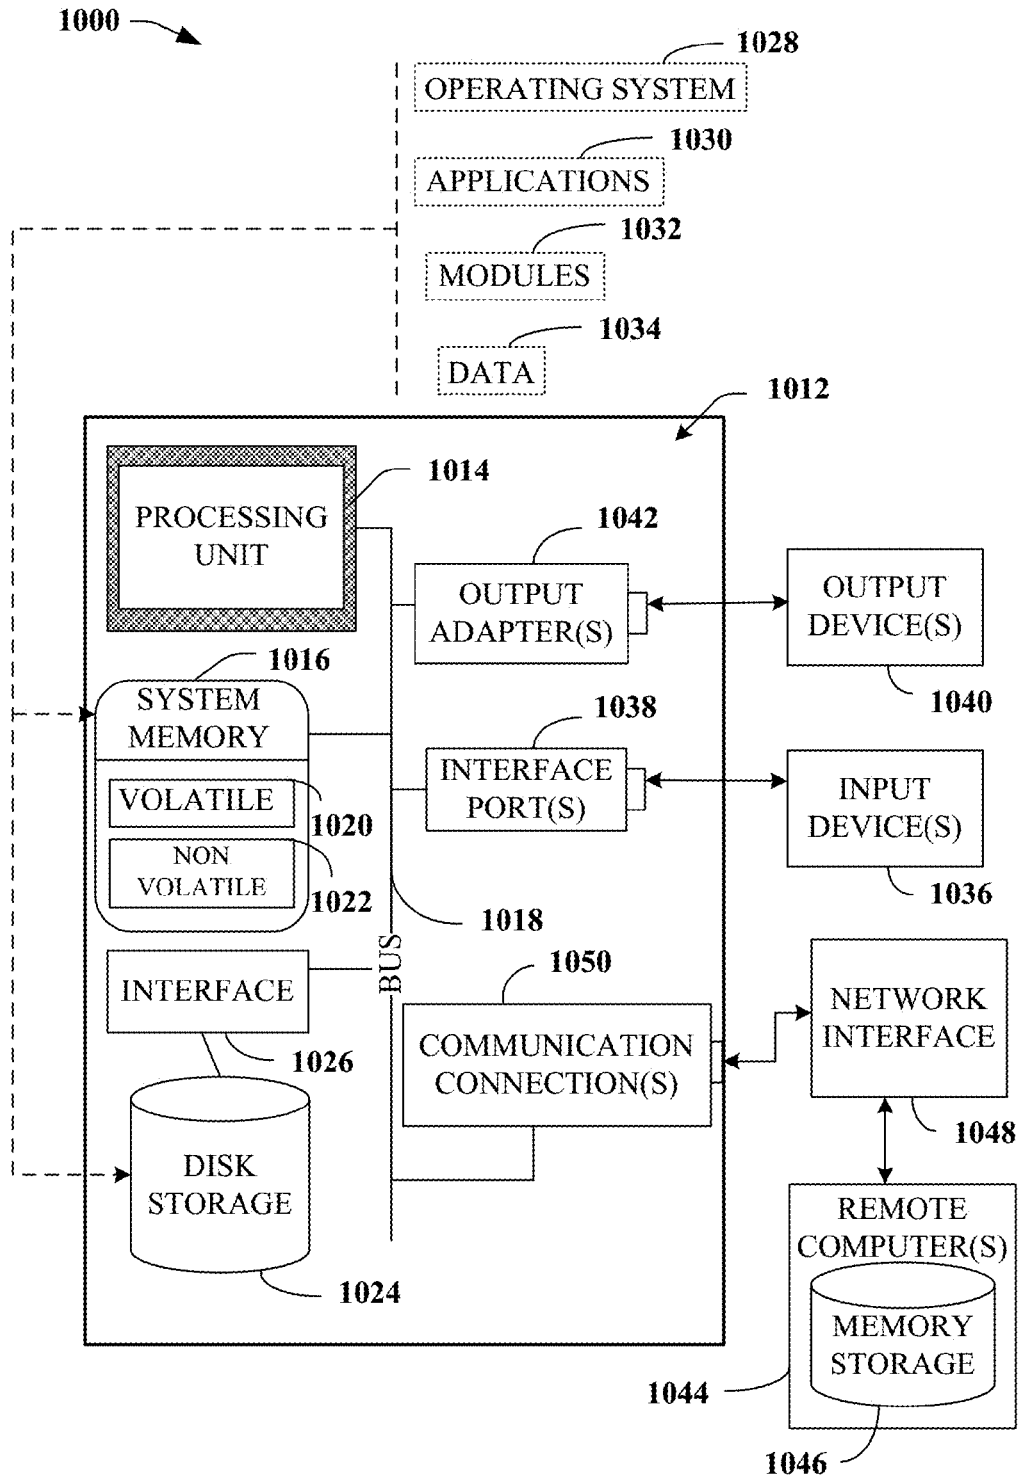 1000
1028
OPERATING SYSTEM
1030
APPLICATIONS
1032
MODULES
1034
DATA
1012
1014
PROCESSING
UNIT
1042
OUTPUT
ADAPTER(S)
OUTPUT
DEVICE(S)
1040
1016
SYSTEM
MEMORY
VOLATILE
1020
NON
VOLATILE
1022
1038
INTERFACE
PORT(S)
INPUT
DEVICE(S)
1036
1018
BUS
INTERFACE
1026
1050
COMMUNICATION
CONNECTION(S)
NETWORK
INTERFACE
1048
DISK
STORAGE
1024
REMOTE
COMPUTER(S)
MEMORY
STORAGE
1044
1046